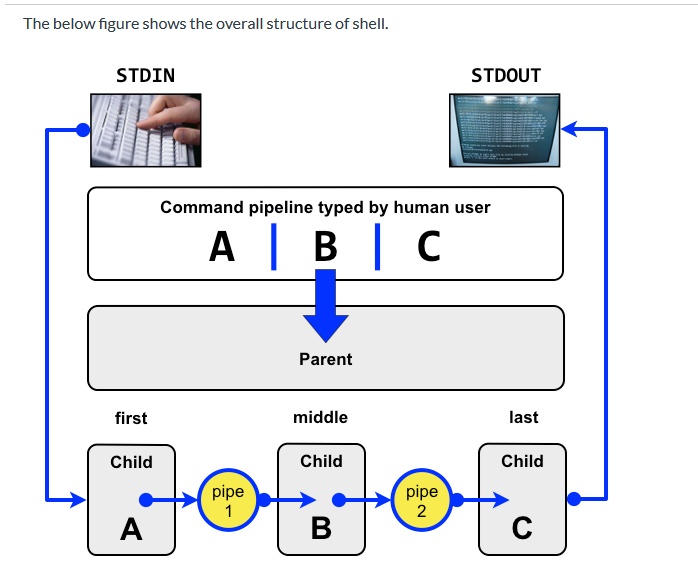 The below figure shows the overall structure of shell.
STDIN STDOUT
Command pipeline typed by human user
A | B | C
Parent
first middle last
Child Child Child
pipe pipe
1 2
A B C